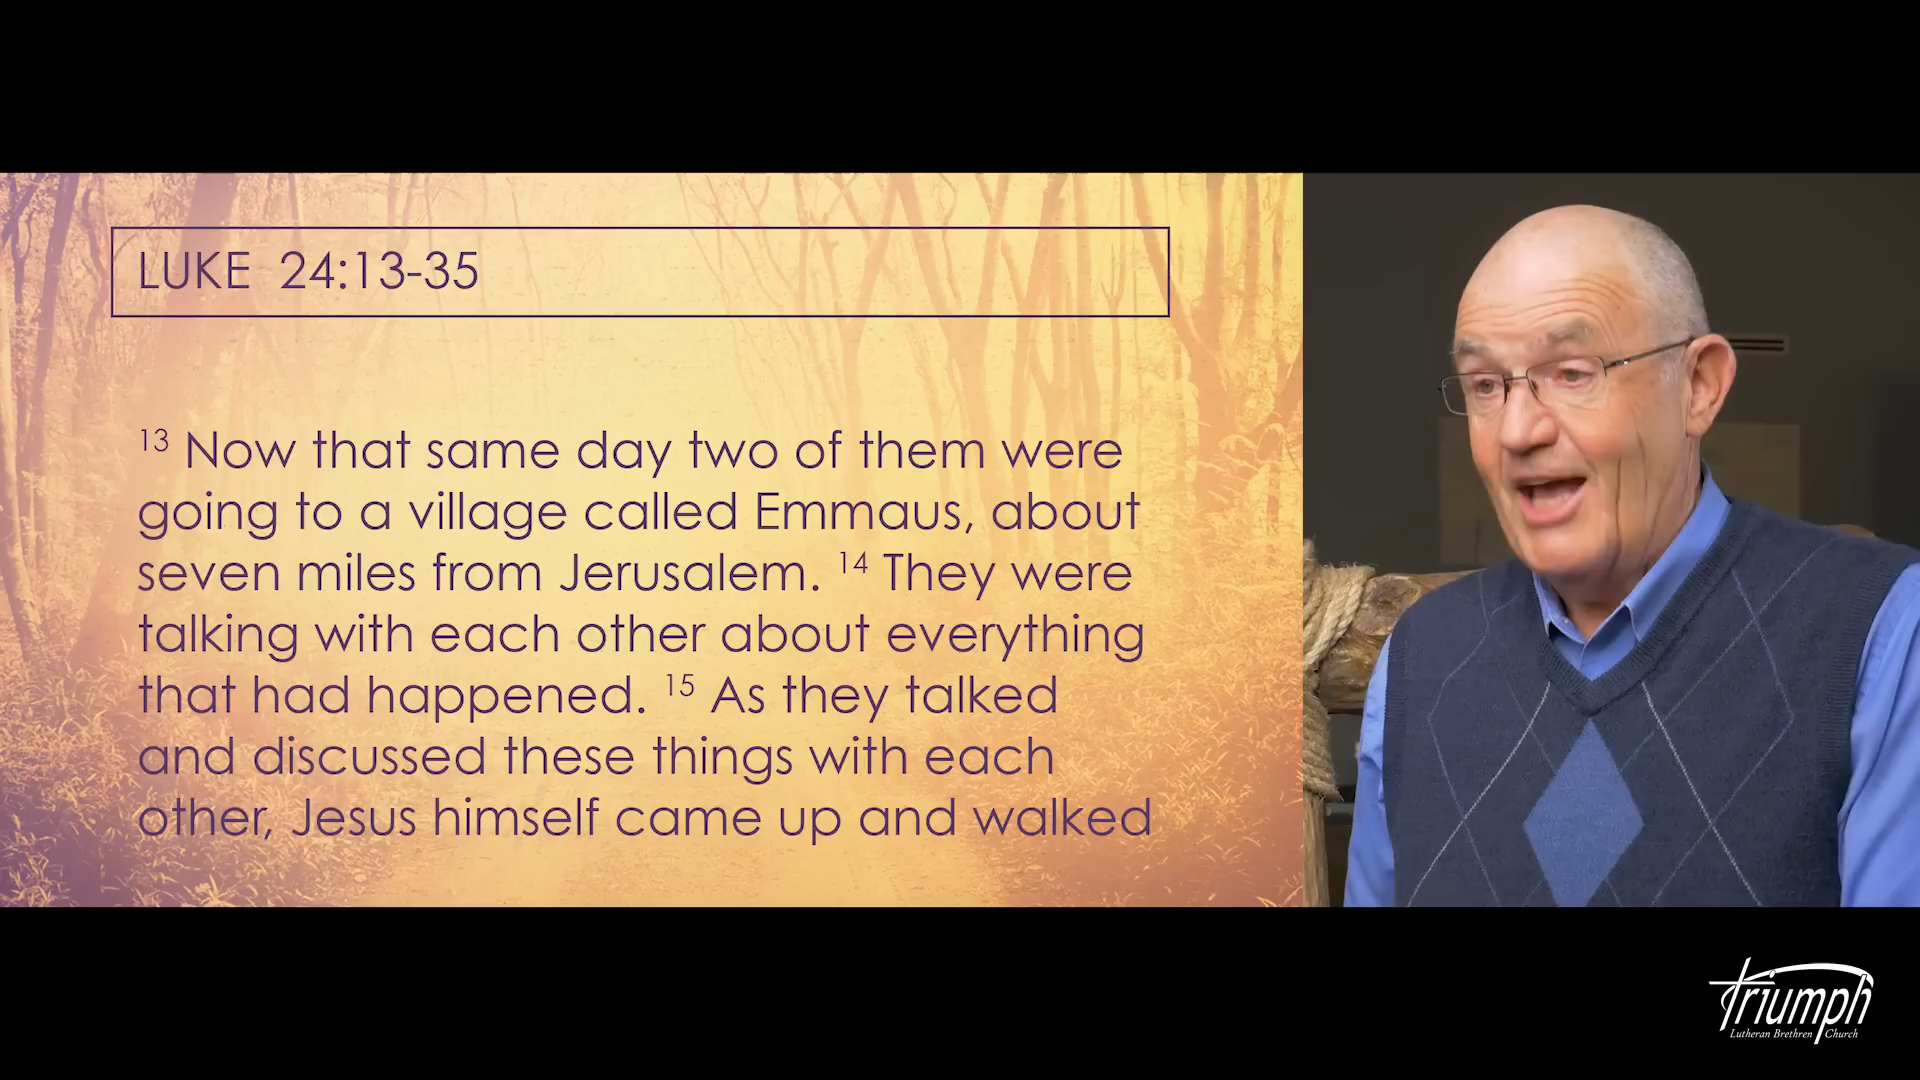 LUKE 24:13-35
13 Now that same day two of them were
going to a village called Emmaus, about
seven miles from Jerusalem. 14 They were
talking with each other about everything
that had happened. 15 As they talked
and discussed these things with each
other, Jesus himself came up and walked
Triumph
Lutheran Brethren Church